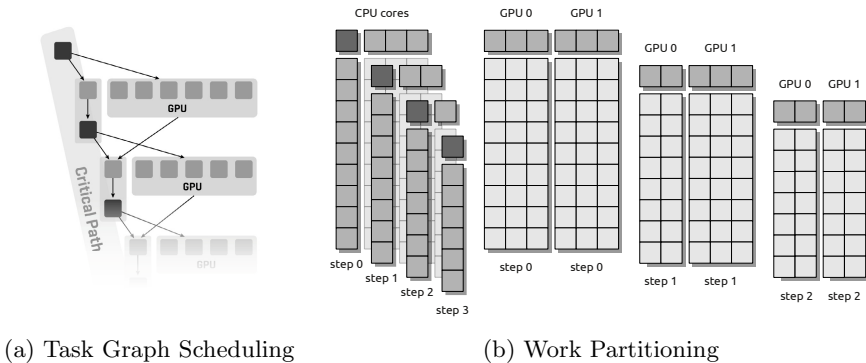 CPU cores
GPU 0
GPU 1
GPU 0
GPU 1
GPU 0
GPU 1
GPU
GPU
GPU
Critical Path
step 0
step 1
step 2
step 3
step 0
step 0
step 1
step 1
step 2
step 2
(a) Task Graph Scheduling
(b) Work Partitioning